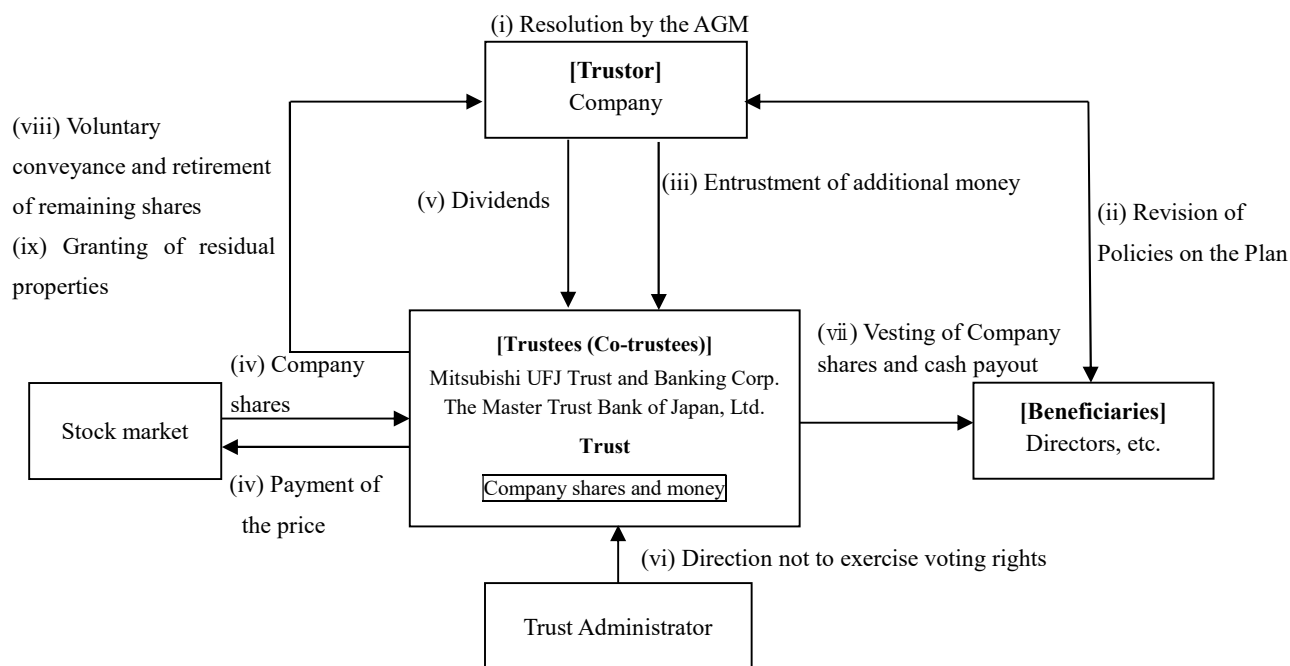 (i) Resolution by the AGM
[Trustor]
Company
(viii) Voluntary
conveyance and retirement
of remaining shares
(ix) Granting of residual
properties
(v) Dividends
(iii) Entrustment of additional money
(ii) Revision of
Policies on the Plan
[Trustees (Co-trustees)]
Mitsubishi UFJ Trust and Banking Corp.
The Master Trust Bank of Japan, Ltd.
Trust
Company shares and money
(iv) Company
shares
Stock market
(iv) Payment of
the price
(ⅶ) Vesting of Company
shares and cash payout
[Beneficiaries]
Directors, etc.
(vi) Direction not to exercise voting rights
Trust Administrator